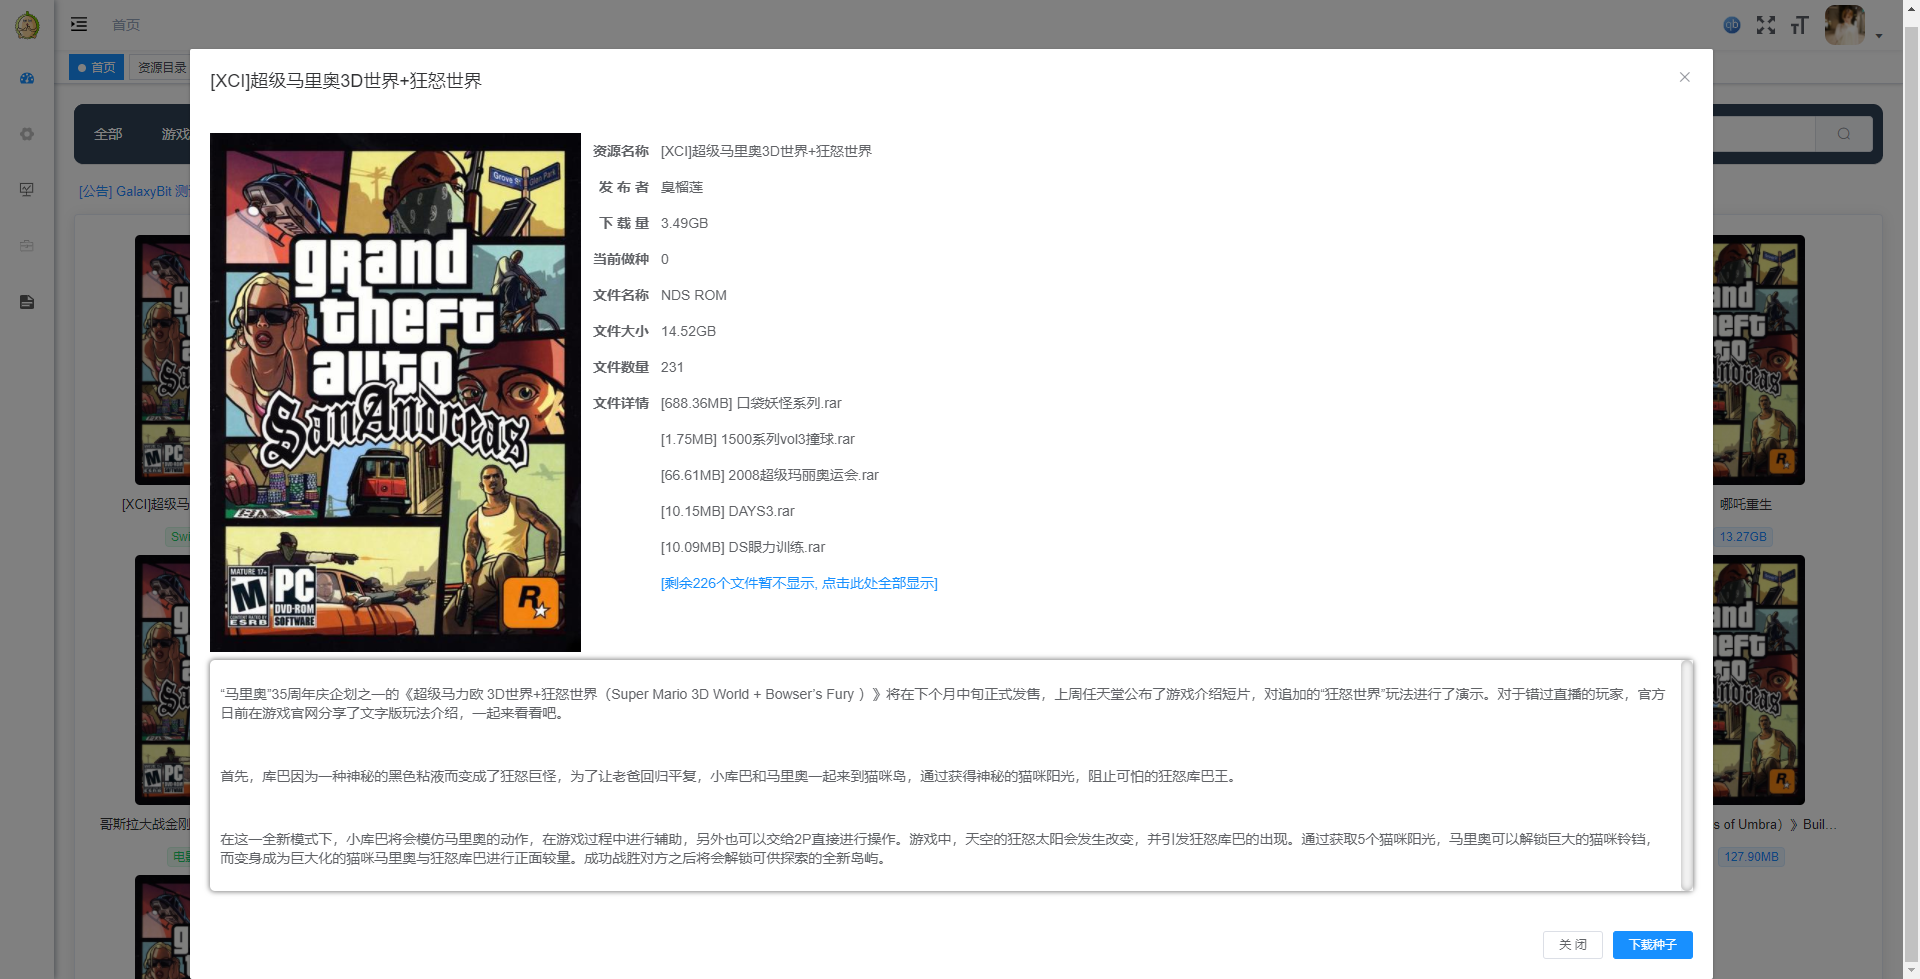 首页
首页
资源目录
全部
游戏
[公告] GalaxyBit 测
[XCI]超级马里奥3D世界+狂怒世界
Grove St
Glen Park
grand
theft
auto
San Andreas
MATURE 17+
M
CONTENT RATED BY
ESRB
PC
DVD-ROM
SOFTWARE
R
资源名称 [XCI]超级马里奥3D世界+狂怒世界
发 布 者 臭榴莲
下 载 量 3.49GB
当前做种 0
文件名称 NDS ROM
文件大小 14.52GB
文件数量 231
文件详情 [688.36MB] 口袋妖怪系列.rar
[1.75MB] 1500系列vol3撞球.rar
[66.61MB] 2008超级玛丽奥运会.rar
[10.15MB] DAYS3.rar
[10.09MB] DS眼力训练.rar
[剩余226个文件暂不显示, 点击此处全部显示]
“马里奥”35周年庆企划之一的《超级马力欧 3D世界+狂怒世界（Super Mario 3D World + Bowser’s Fury ）》将在下个月中旬正式发售，上周任天堂公布了游戏介绍短片，对追加的“狂怒世界”玩法进行了演示。对于错过直播的玩家，官方
日前在游戏官网分享了文字版玩法介绍，一起来看看吧。
首先，库巴因为一种神秘的黑色粘液而变成了狂怒巨怪，为了让老爸回归平复，小库巴和马里奥一起来到猫咪岛，通过获得神秘的猫咪阳光，阻止可怕的狂怒库巴王。
在这一全新模式下，小库巴将会模仿马里奥的动作，在游戏过程中进行辅助，另外也可以交给2P直接进行操作。游戏中，天空的狂怒太阳会发生改变，并引发狂怒库巴的出现。通过获取5个猫咪阳光，马里奥可以解锁巨大的猫咪铃铛，
而变身成为巨大化的猫咪马里奥与狂怒库巴进行正面较量。成功战胜对方之后将会解锁可供探索的全新岛屿。
关 闭
下载种子
[XCI]超级马
Swi
哥斯拉大战金刚
电影
哪吒重生
13.27GB
s of Umbra）》Buil...
127.90MB